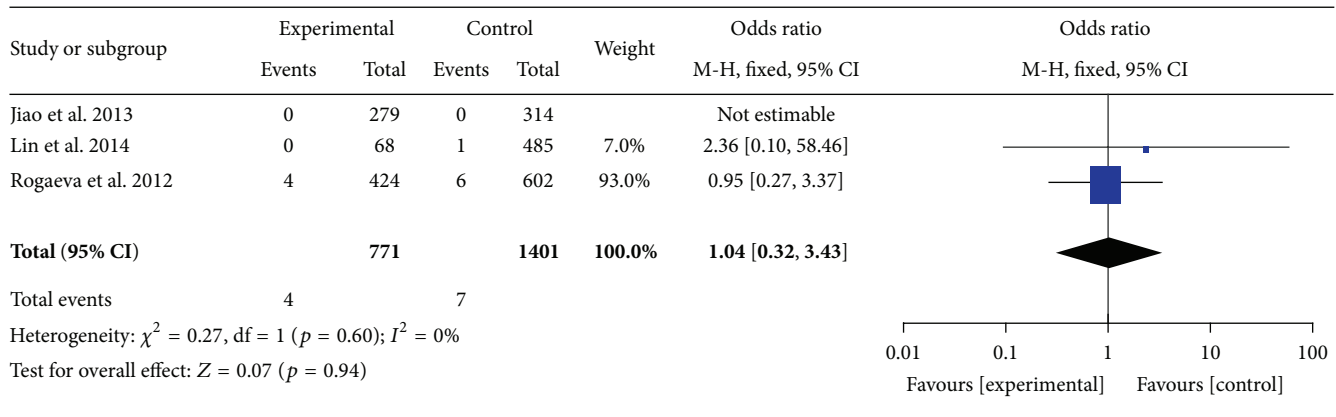 Study or subgroup Experimental Control Weight Odds ratio Odds ratio
Events Total Events Total M-H, fixed, 95% CI M-H, fixed, 95% CI
Jiao et al. 2013 0 279 0 314 Not estimable
Lin et al. 2014 0 68 1 485 7.0% 2.36 [0.10, 58.46]
Rogaeva et al. 2012 4 424 6 602 93.0% 0.95 [0.27, 3.37]
Total (95% CI) 771 1401 100.0% 1.04 [0.32, 3.43]
Total events 4 7
Heterogeneity: χ² = 0.27, df = 1 (p = 0.60); I² = 0%
Test for overall effect: Z = 0.07 (p = 0.94)
0.01 0.1 1 10 100
Favours [experimental] Favours [control]